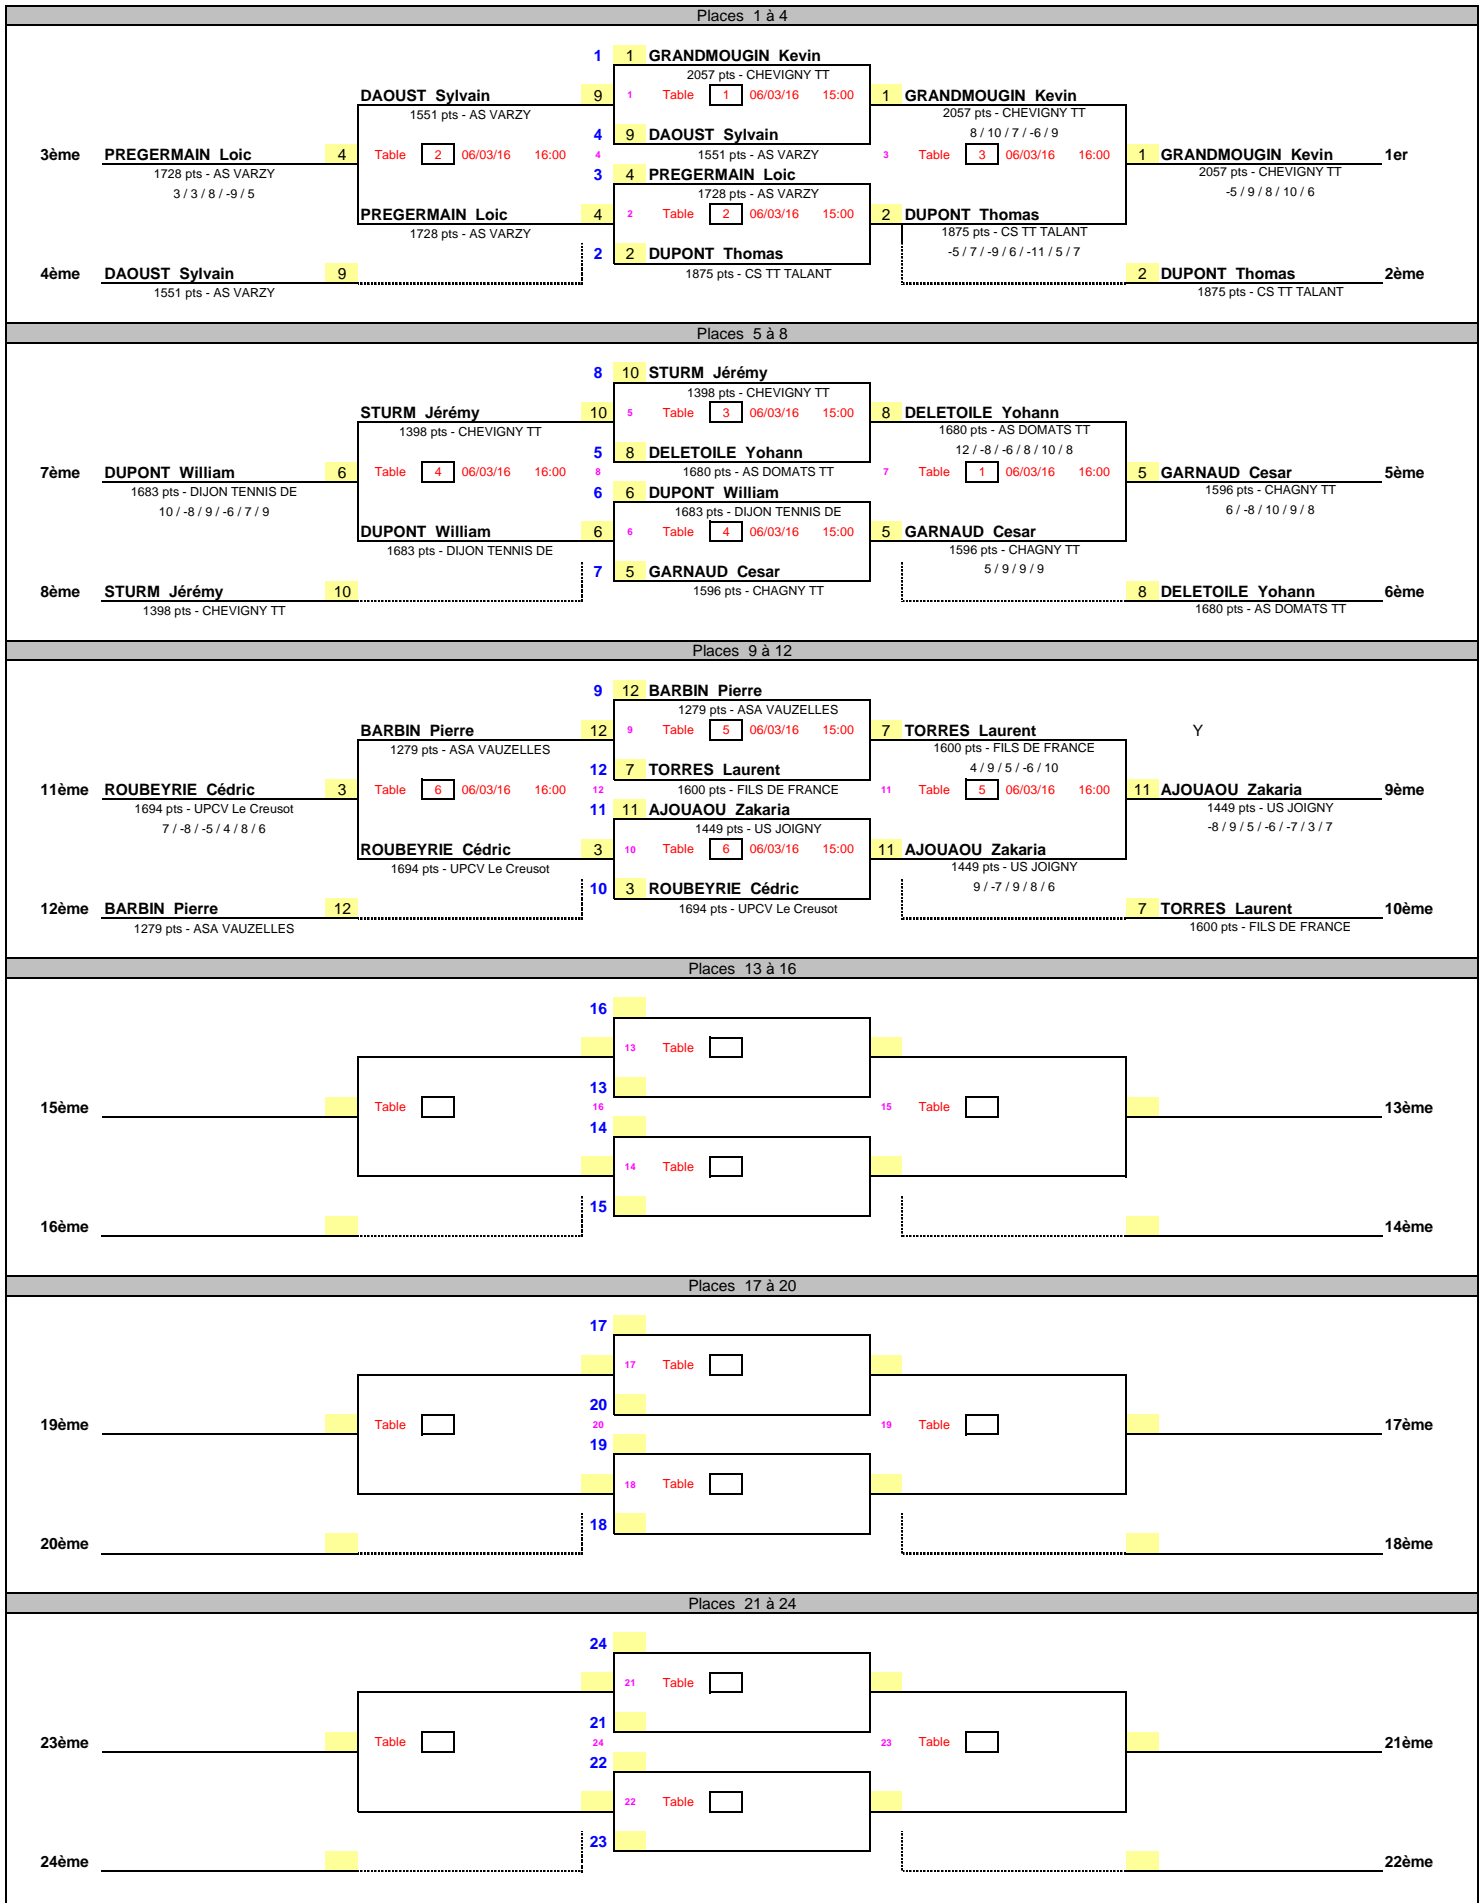 Places 1 à 4
1 1 GRANDMOUGIN Kevin
2057 pts - CHEVIGNY TT
DAOUST Sylvain 9 1 Table 1 06/03/16 15:00 1 GRANDMOUGIN Kevin
1551 pts - AS VARZY 2057 pts - CHEVIGNY TT
4 9 DAOUST Sylvain 8 / 10 / 7 / -6 / 9
3ème PREGERMAIN Loic 4 Table 2 06/03/16 16:00 4 1551 pts - AS VARZY 3 Table 3 06/03/16 16:00 1 GRANDMOUGIN Kevin 1er
1728 pts - AS VARZY 3 4 PREGERMAIN Loic 2057 pts - CHEVIGNY TT
3 / 3 / 8 / -9 / 5 1728 pts - AS VARZY -5 / 9 / 8 / 10 / 6
PREGERMAIN Loic 4 2 Table 2 06/03/16 15:00 2 DUPONT Thomas
1728 pts - AS VARZY 1875 pts - CS TT TALANT
2 2 DUPONT Thomas -5 / 7 / -9 / 6 / -11 / 5 / 7
4ème DAOUST Sylvain 9 1875 pts - CS TT TALANT 2 DUPONT Thomas 2ème
1551 pts - AS VARZY 1875 pts - CS TT TALANT
Places 5 à 8
8 10 STURM Jérémy
1398 pts - CHEVIGNY TT
STURM Jérémy 10 5 Table 3 06/03/16 15:00 8 DELETOILE Yohann
1398 pts - CHEVIGNY TT 1680 pts - AS DOMATS TT
5 8 DELETOILE Yohann 12 / -8 / -6 / 8 / 10 / 8
7ème DUPONT William 6 Table 4 06/03/16 16:00 8 1680 pts - AS DOMATS TT 7 Table 1 06/03/16 16:00 5 GARNAUD Cesar 5ème
1683 pts - DIJON TENNIS DE 6 6 DUPONT William 1596 pts - CHAGNY TT
10 / -8 / 9 / -6 / 7 / 9 1683 pts - DIJON TENNIS DE 6 / -8 / 10 / 9 / 8
DUPONT William 6 6 Table 4 06/03/16 15:00 5 GARNAUD Cesar
1683 pts - DIJON TENNIS DE 1596 pts - CHAGNY TT
7 5 GARNAUD Cesar 5 / 9 / 9 / 9
8ème STURM Jérémy 10 1596 pts - CHAGNY TT 8 DELETOILE Yohann 6ème
1398 pts - CHEVIGNY TT 1680 pts - AS DOMATS TT
Places 9 à 12
9 12 BARBIN Pierre
1279 pts - ASA VAUZELLES
BARBIN Pierre 12 9 Table 5 06/03/16 15:00 7 TORRES Laurent Y
1279 pts - ASA VAUZELLES 1600 pts - FILS DE FRANCE
12 7 TORRES Laurent 4 / 9 / 5 / -6 / 10
11ème ROUBEYRIE Cédric 3 Table 6 06/03/16 16:00 12 1600 pts - FILS DE FRANCE 11 Table 5 06/03/16 16:00 11 AJOUAOU Zakaria 9ème
1694 pts - UPCV Le Creusot 11 11 AJOUAOU Zakaria 1449 pts - US JOIGNY
7 / -8 / -5 / 4 / 8 / 6 1449 pts - US JOIGNY -8 / 9 / 5 / -6 / -7 / 3 / 7
ROUBEYRIE Cédric 3 10 Table 6 06/03/16 15:00 11 AJOUAOU Zakaria
1694 pts - UPCV Le Creusot 1449 pts - US JOIGNY
10 3 ROUBEYRIE Cédric 9 / -7 / 9 / 8 / 6
12ème BARBIN Pierre 12 1694 pts - UPCV Le Creusot 7 TORRES Laurent 10ème
1279 pts - ASA VAUZELLES 1600 pts - FILS DE FRANCE
Places 13 à 16
16
13 Table
13
15ème Table 16 15 Table 13ème
14
14 Table
15
16ème 14ème
Places 17 à 20
17
17 Table
20
19ème Table 20 19 Table 17ème
19
18 Table
18
20ème 18ème
Places 21 à 24
24
21 Table
21
23ème Table 24 23 Table 21ème
22
22 Table
23
24ème 22ème